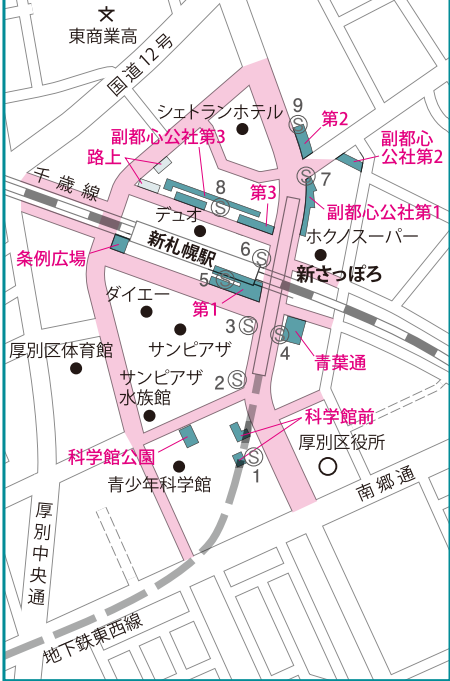 東商業高
国道12号
シェトランホテル
9
第2
副都心公社第3
路上
副都心
公社第2
千歳線
8
第3
7
副都心公社第1
デュオ
新札幌駅
ホクノスーパー
条例広場
6
新さっぽろ
5
ダイエー
第1
3
サンピアザ
4
厚別区体育館
青葉通
サンピアザ
水族館
2
科学館前
科学館公園
厚別区役所
青少年科学館
1
南郷通
厚別中央通
地下鉄東西線